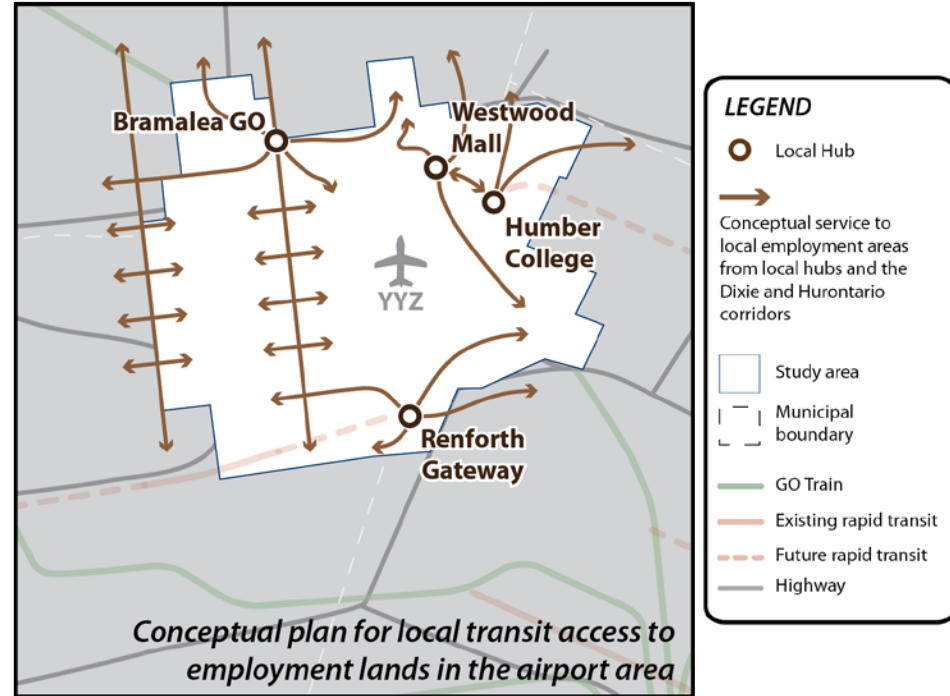 Bramalea GO
Westwood
Mall
Humber
College
YYZ
Renforth
Gateway
Conceptual plan for local transit access to
employment lands in the airport area
LEGEND
Local Hub
Conceptual service to
local employment areas
from local hubs and the
Dixie and Hurontario
corridors
Study area
Municipal
boundary
GO Train
Existing rapid transit
Future rapid transit
Highway